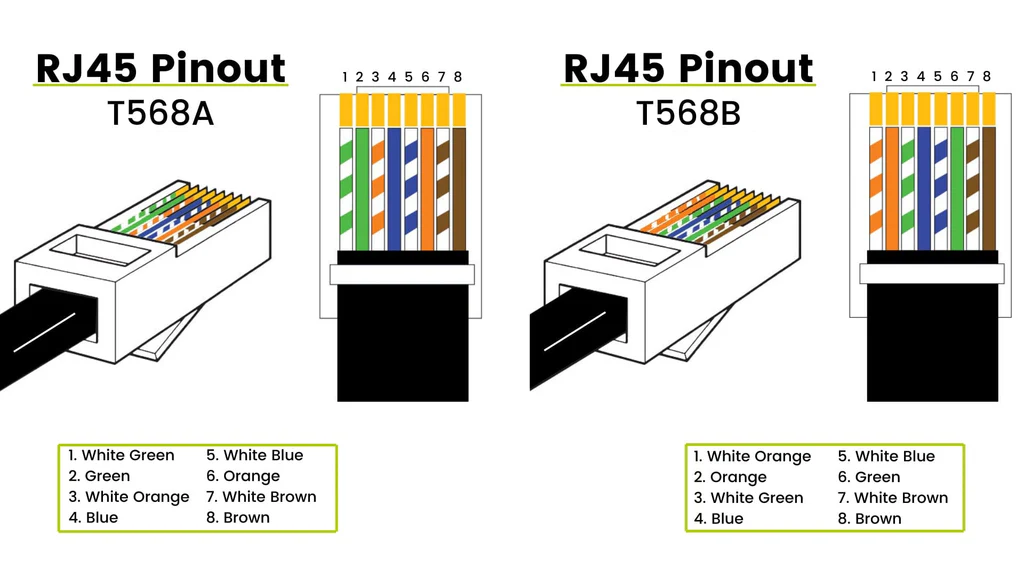 RJ45 Pinout
T568A
1 2 3 4 5 6 7 8
1. White Green
2. Green
3. White Orange
4. Blue
5. White Blue
6. Orange
7. White Brown
8. Brown
RJ45 Pinout
T568B
1 2 3 4 5 6 7 8
1. White Orange
2. Orange
3. White Green
4. Blue
5. White Blue
6. Green
7. White Brown
8. Brown